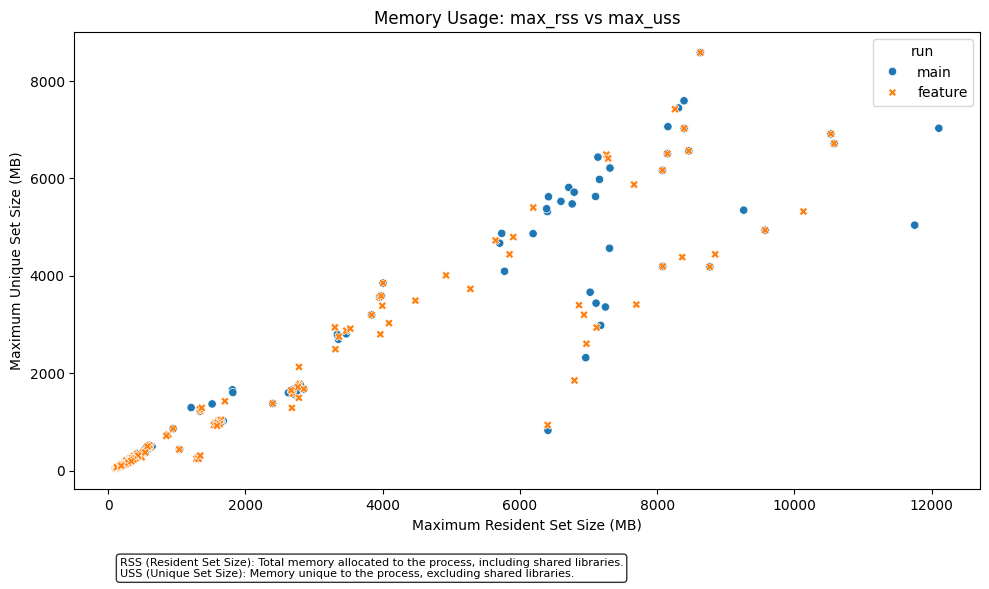 Memory Usage: max_rss vs max_uss
run
main
feature
8000
6000
4000
2000
0
Maximum Unique Set Size (MB)
0 2000 4000 6000 8000 10000 12000
Maximum Resident Set Size (MB)
RSS (Resident Set Size): Total memory allocated to the process, including shared libraries.
USS (Unique Set Size): Memory unique to the process, excluding shared libraries.